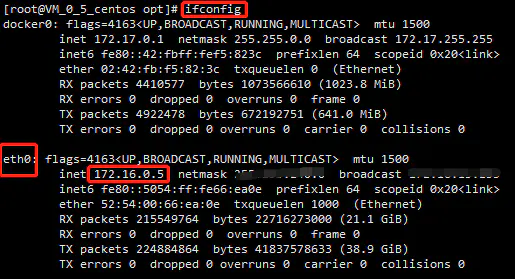 [root@VM_0_5_centos opt]# ifconfig
docker0: flags=4163<UP,BROADCAST,RUNNING,MULTICAST>  mtu 1500
inet 172.17.0.1  netmask 255.255.0.0  broadcast 172.17.255.255
inet6 fe80::42:fbff:fef5:823c  prefixlen 64  scopeid 0x20<link>
ether 02:42:fb:f5:82:3c  txqueuelen 0  (Ethernet)
RX packets 4410577  bytes 1073566610 (1023.8 MiB)
RX errors 0  dropped 0  overruns 0  frame 0
TX packets 4922478  bytes 672192751 (641.0 MiB)
TX errors 0  dropped 0 overruns 0  carrier 0  collisions 0
eth0: flags=4163<UP,BROADCAST,RUNNING,MULTICAST>  mtu 1500
inet 172.16.0.5  netmask broadcast
inet6 fe80::5054:ff:fe66:ea0e  prefixlen 64  scopeid 0x20<link>
ether 52:54:00:66:ea:0e  txqueuelen 1000  (Ethernet)
RX packets 215549764  bytes 22716273000 (21.1 GiB)
RX errors 0  dropped 0  overruns 0  frame 0
TX packets 224884864  bytes 41837578633 (38.9 GiB)
TX errors 0  dropped 0 overruns 0  carrier 0  collisions 0